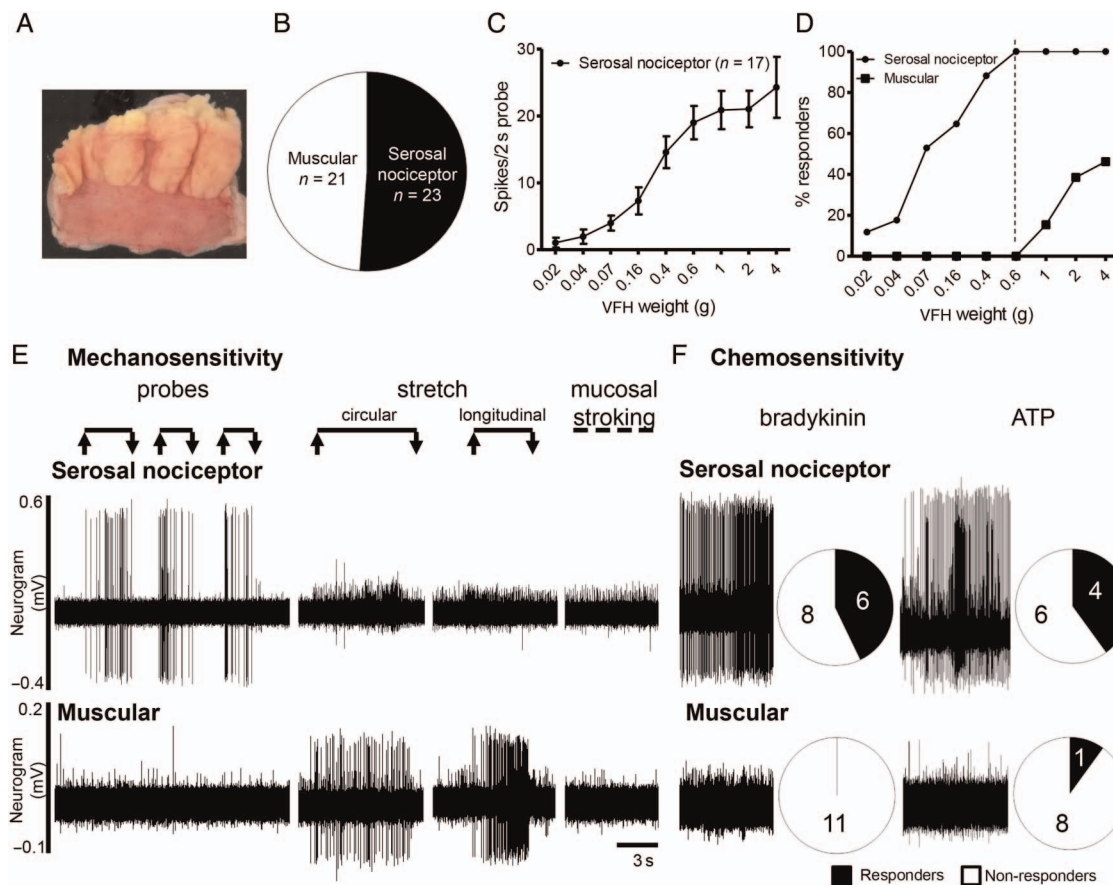 A
B
Muscular
n = 21
Serosal
nociceptor
n = 23
C
Spikes/2 s probe
30
20
10
0
Serosal nociceptor (n = 17)
0.02 0.04 0.07 0.16 0.4 0.6 1 2 4
VFH weight (g)
D
% responders
100
80
60
40
20
0
Serosal nociceptor
Muscular
0.02 0.04 0.07 0.16 0.4 0.6 1 2 4
VFH weight (g)
E Mechanosensitivity
probes stretch mucosal
circular longitudinal stroking
Serosal nociceptor
0.6
Neurogram
(mV)
−0.4
0.2
Muscular
Neurogram
(mV)
−0.1
3 s
F Chemosensitivity
bradykinin ATP
Serosal nociceptor
8 6
6 4
Muscular
11
1
8
Responders Non-responders